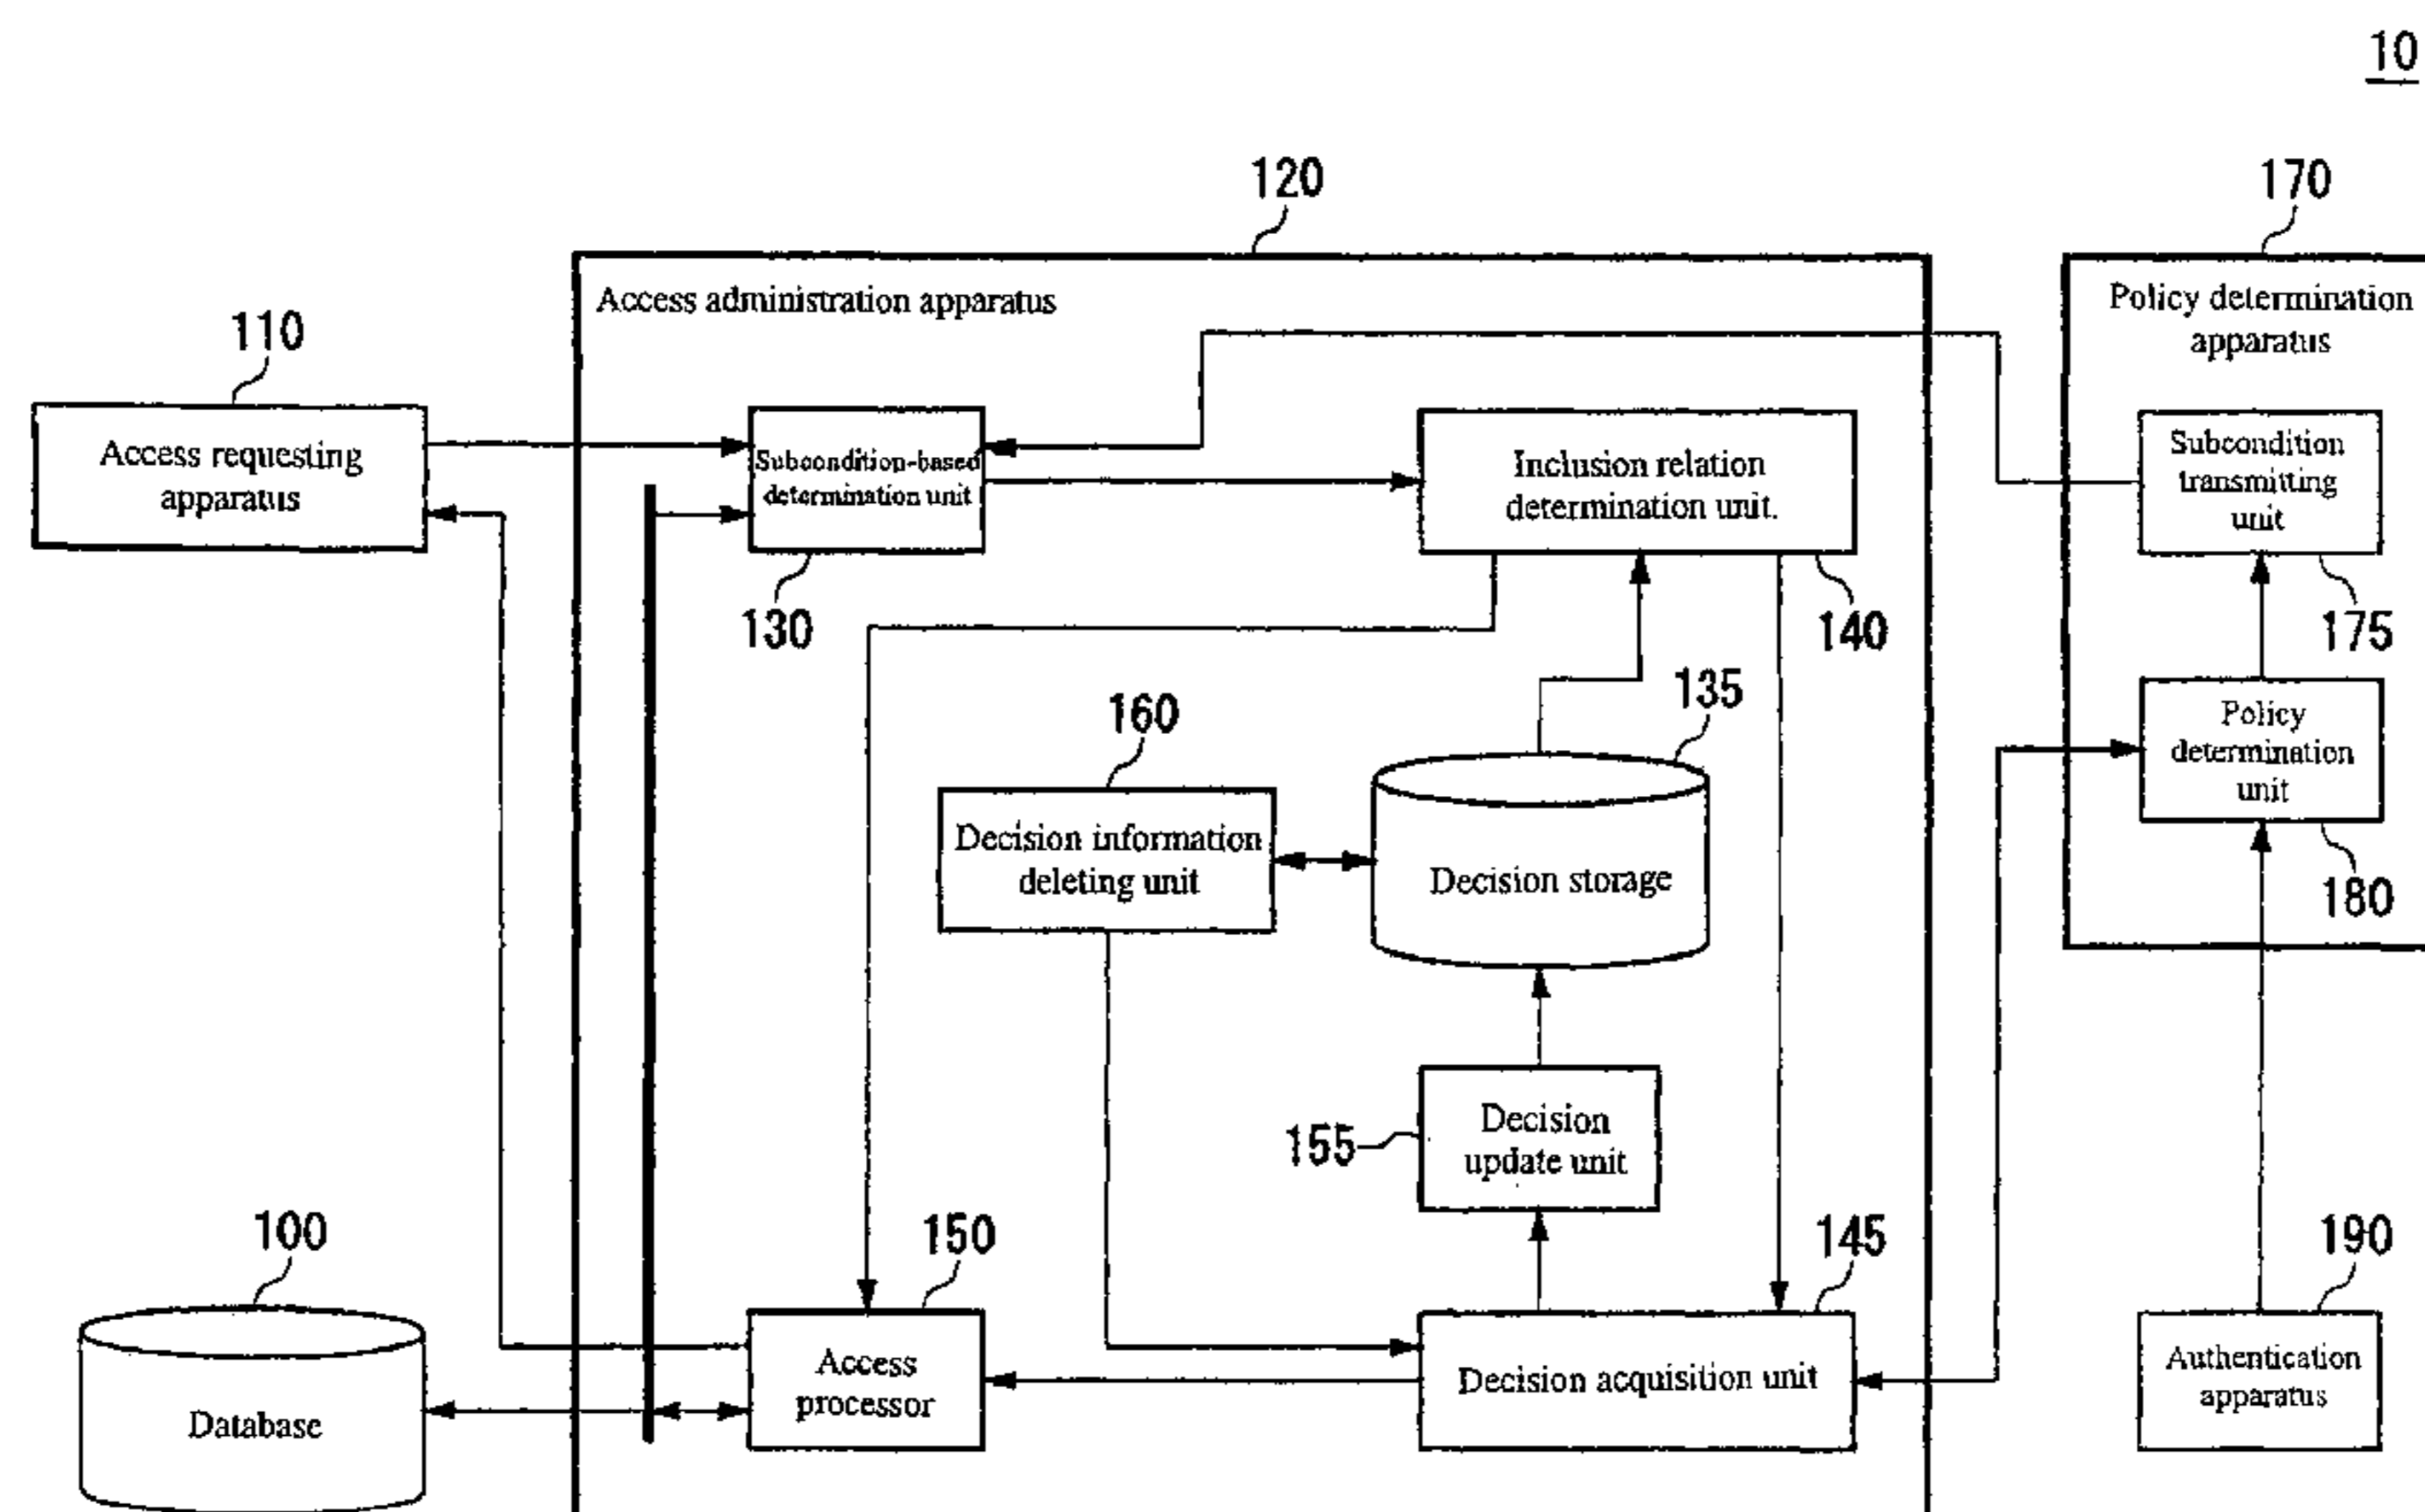 10
120
170
Access administration apparatus
Policy determination
apparatus
110
Access requesting
apparatus
Subcondition-based
determination unit
Inclusion relation
determination unit.
Subcondition
transmitting
unit
130
140
175
160
135
Decision information
deleting unit
Decision storage
Policy
determination
unit
180
155
Decision
update unit
100
150
145
190
Database
Access
processor
Decision acquisition unit
Authentication
apparatus